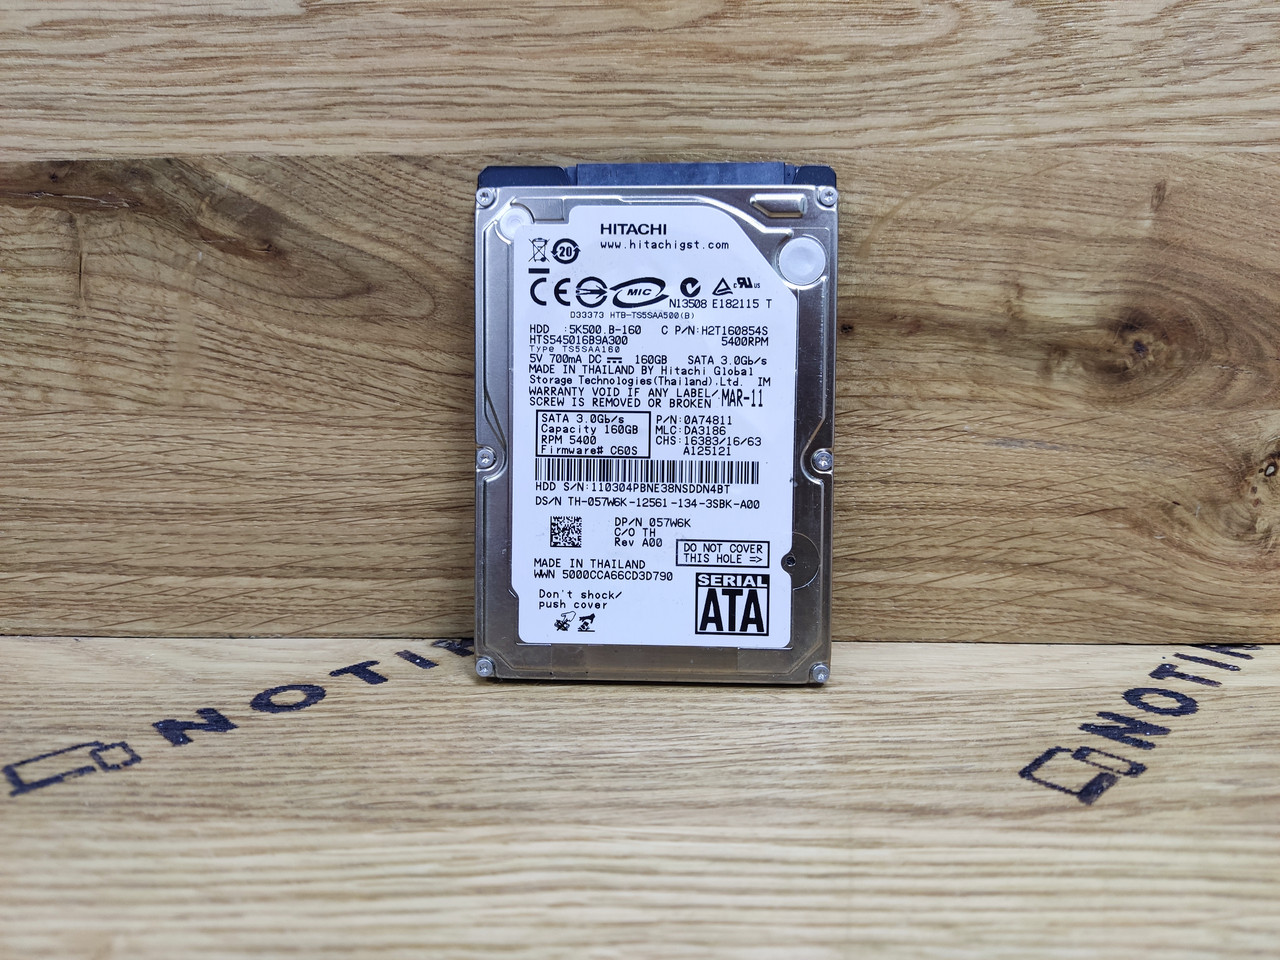 HITACHI
www.hitachigst.com
20
CE MIC c UL us
N13508 E182115 T
D33373 HTB-TS5SAA500(B)
HDD :5K500.B-160 C P/N:H2T160854S
HTS545016B9A300 5400RPM
Type TS5SAA160
5V 700mA DC 160GB SATA 3.0Gb/s
MADE IN THAILAND BY Hitachi Global
Storage Technologies(Thailand).Ltd. IM
WARRANTY VOID IF ANY LABEL/
SCREW IS REMOVED OR BROKEN MAR-11
SATA 3.0Gb/s
Capacity 160GB
RPM 5400
Firmware# C60S
P/N:0A74811
MLC:DA3186
CHS:16383/16/63
A125121
HDD S/N:110304PBNE38NSDDN4BT
DS/N TH-057W6K-12561-134-3SBK-A00
DP/N 057W6K
C/O TH
Rev A00
DO NOT COVER
THIS HOLE =>
MADE IN THAILAND
WWN 5000CCA66CD3D790
Don't shock/
push cover
SERIAL
ATA
NOTI
NOTI